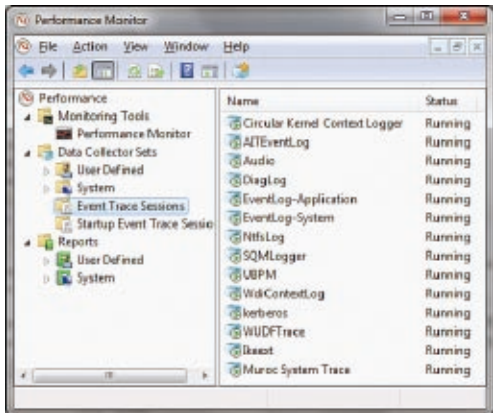 Performance Monitor
File Action View Window Help
Performance
Monitoring Tools
Performance Monitor
Data Collector Sets
User Defined
System
Event Trace Sessions
Startup Event Trace Sessio
Reports
User Defined
System
Name Status
Circular Kernel Context Logger Running
AITEventLog Running
Audio Running
DiagLog Running
EventLog-Application Running
EventLog-System Running
NtfsLog Running
SQMLogger Running
UBPM Running
WdiContextLog Running
kerberos Running
WUDFTrace Running
ikeext Running
Muroc System Trace Running